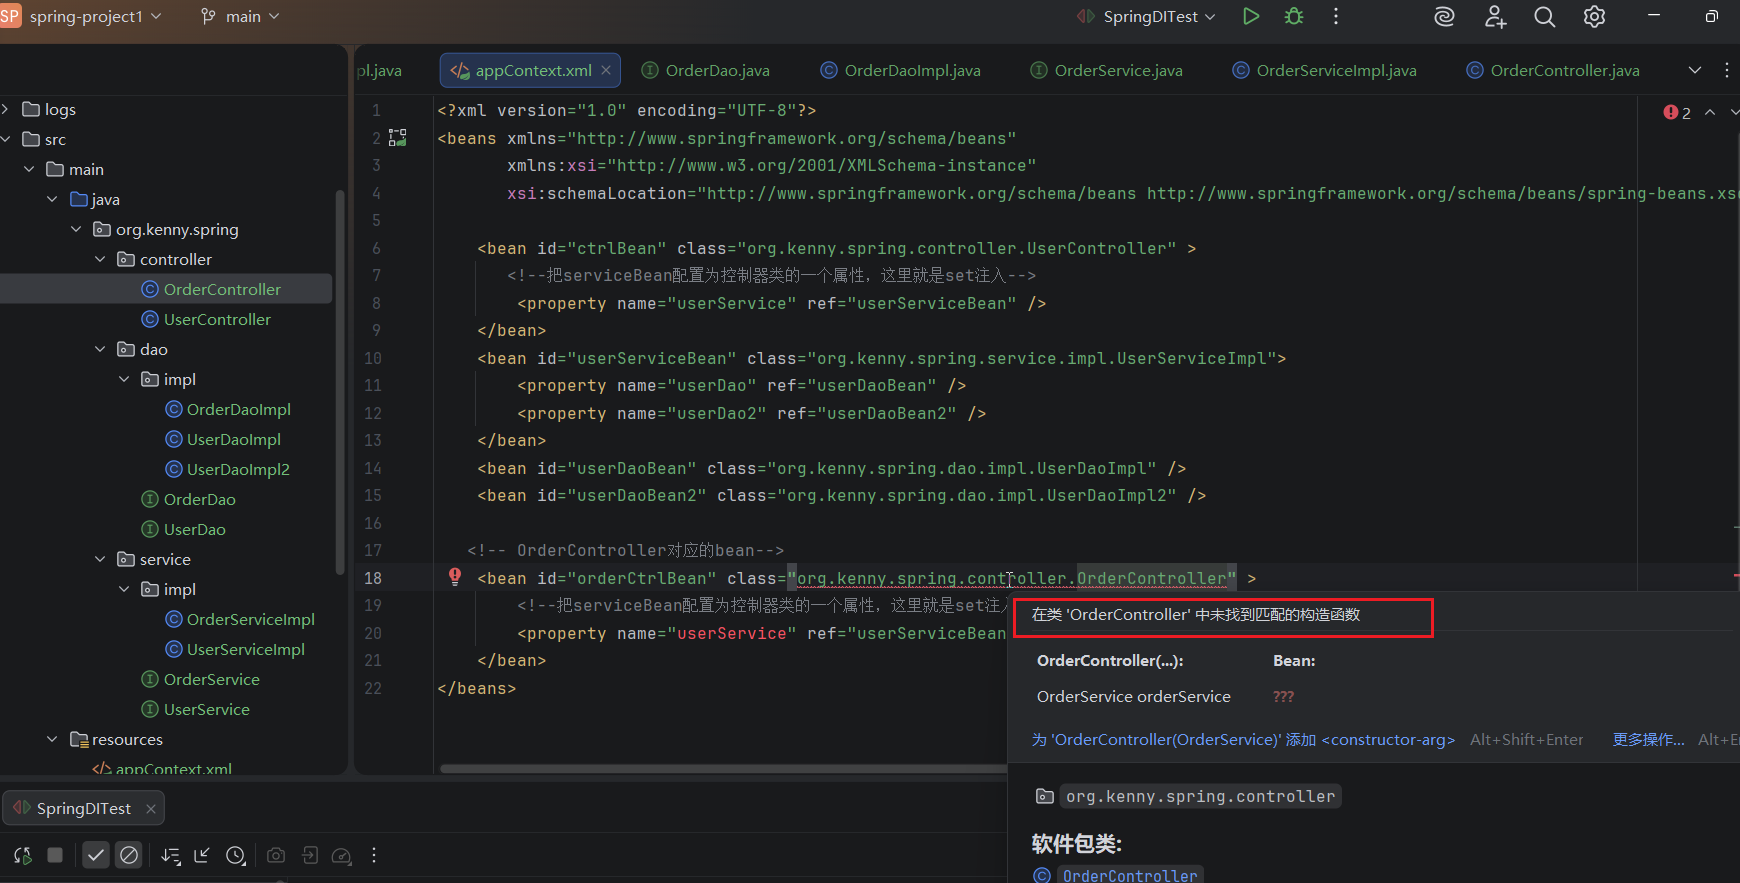 SP spring-project1 main SpringDITest
pl.java appContext.xml OrderDao.java OrderDaoImpl.java OrderService.java OrderServiceImpl.java OrderController.java
logs
src
main
java
org.kenny.spring
controller
OrderController
UserController
dao
impl
OrderDaoImpl
UserDaoImpl
UserDaoImpl2
OrderDao
UserDao
service
impl
OrderServiceImpl
UserServiceImpl
OrderService
UserService
resources
appContext.xml
2
1 <?xml version="1.0" encoding="UTF-8"?>
2 <beans xmlns="http://www.springframework.org/schema/beans"
3 xmlns:xsi="http://www.w3.org/2001/XMLSchema-instance"
4 xsi:schemaLocation="http://www.springframework.org/schema/beans http://www.springframework.org/schema/beans/spring-beans.xs
5
6 <bean id="ctrlBean" class="org.kenny.spring.controller.UserController" >
7 <!--把serviceBean配置为控制器类的一个属性，这里就是set注入-->
8 <property name="userService" ref="userServiceBean" />
9 </bean>
10 <bean id="userServiceBean" class="org.kenny.spring.service.impl.UserServiceImpl">
11 <property name="userDao" ref="userDaoBean" />
12 <property name="userDao2" ref="userDaoBean2" />
13 </bean>
14 <bean id="userDaoBean" class="org.kenny.spring.dao.impl.UserDaoImpl" />
15 <bean id="userDaoBean2" class="org.kenny.spring.dao.impl.UserDaoImpl2" />
16
17 <!-- OrderController对应的bean-->
18 <bean id="orderCtrlBean" class="org.kenny.spring.controller.OrderController" >
19 <!--把serviceBean配置为控制器类的一个属性，这里就是set注
20 <property name="userService" ref="userServiceBean
21 </bean>
22 </beans>
在类 'OrderController' 中未找到匹配的构造函数
OrderController(...): Bean:
OrderService orderService ???
为 'OrderController(OrderService)' 添加 <constructor-arg> Alt+Shift+Enter 更多操作... Alt+E
org.kenny.spring.controller
软件包类:
OrderController
SpringDITest